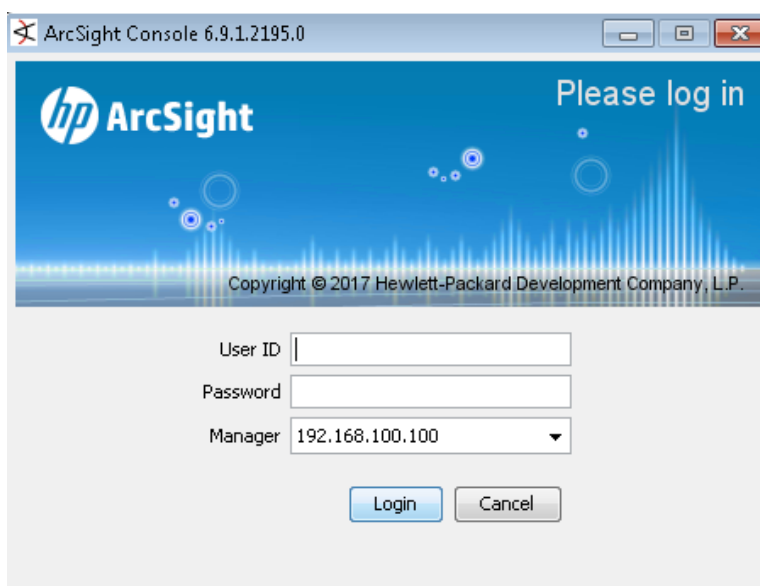 ArcSight Console 6.9.1.2195.0
Please log in
hp ArcSight
Copyright © 2017 Hewlett-Packard Development Company, L.P.
User ID
Password
Manager 192.168.100.100
Login Cancel